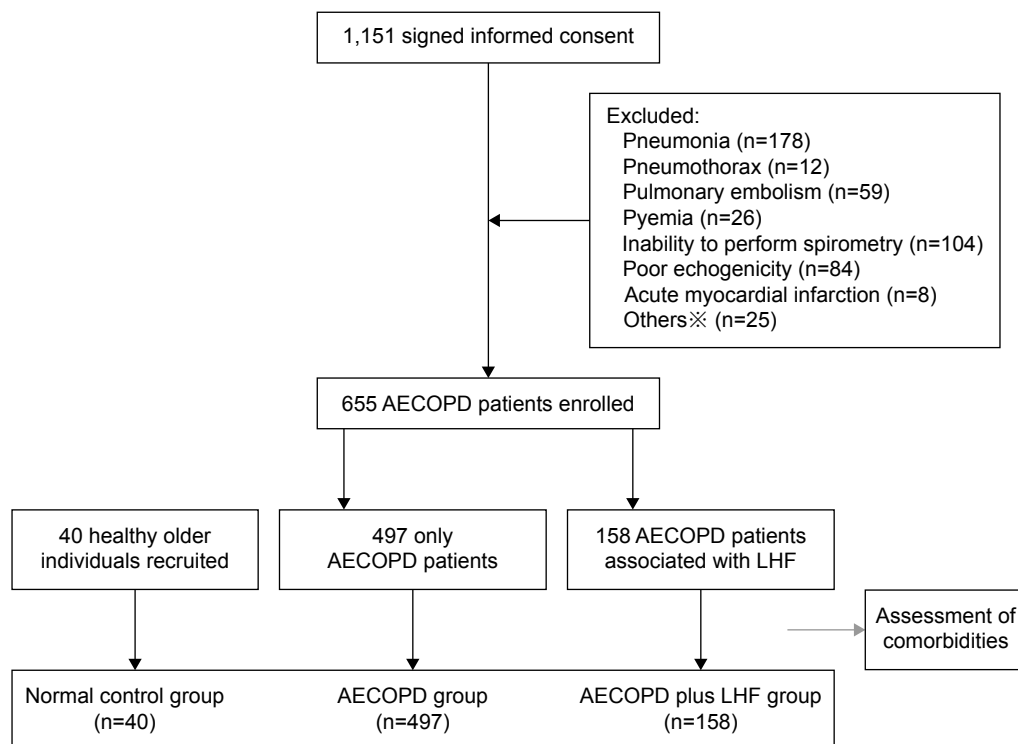 1,151 signed informed consent
Excluded:
Pneumonia (n=178)
Pneumothorax (n=12)
Pulmonary embolism (n=59)
Pyemia (n=26)
Inability to perform spirometry (n=104)
Poor echogenicity (n=84)
Acute myocardial infarction (n=8)
Others※ (n=25)
655 AECOPD patients enrolled
40 healthy older
individuals recruited
497 only
AECOPD patients
158 AECOPD patients
associated with LHF
Assessment of
comorbidities
Normal control group
(n=40)
AECOPD group
(n=497)
AECOPD plus LHF group
(n=158)